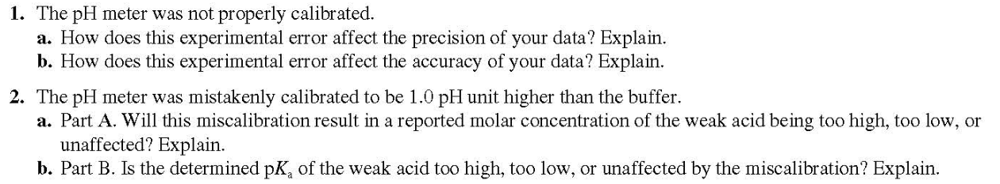 1. The pH meter was not properly calibrated.
a. How does this experimental error affect the precision of your data? Explain.
b. How does this experimental error affect the accuracy of your data? Explain.
2. The pH meter was mistakenly calibrated to be 1.0 pH unit higher than the buffer.
a. Part A. Will this miscalibration result in a reported molar concentration of the weak acid being too high, too low, or
unaffected? Explain.
b. Part B. Is the determined pKₐ of the weak acid too high, too low, or unaffected by the miscalibration? Explain.